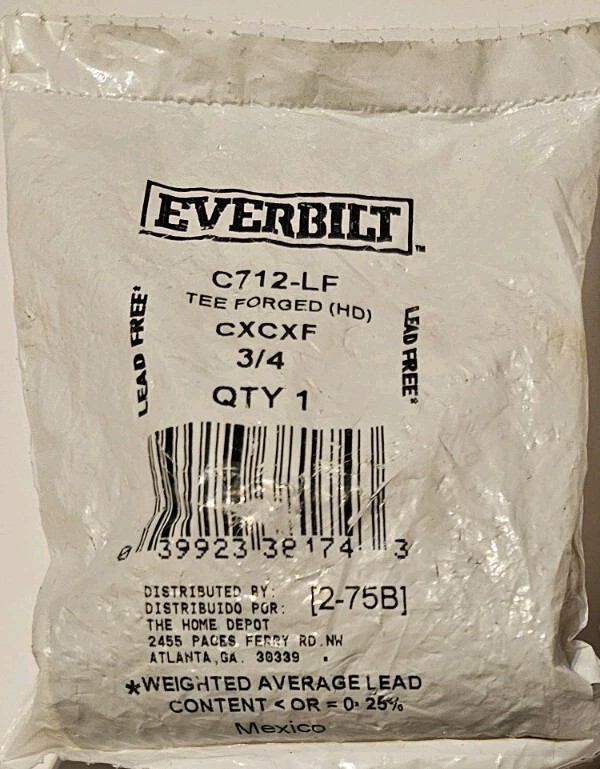 EVERBILT™
C712-LF
TEE FORGED (HD)
CXCXF
3/4
QTY 1
LEAD FREE*
LEAD FREE*
0 39923 38174 3
DISTRIBUTED BY:
DISTRIBUIDO POR: [2-75B]
THE HOME DEPOT
2455 PACES FERRY RD.NW
ATLANTA,GA. 30339
*WEIGHTED AVERAGE LEAD
CONTENT < OR = 0.25%
Mexico